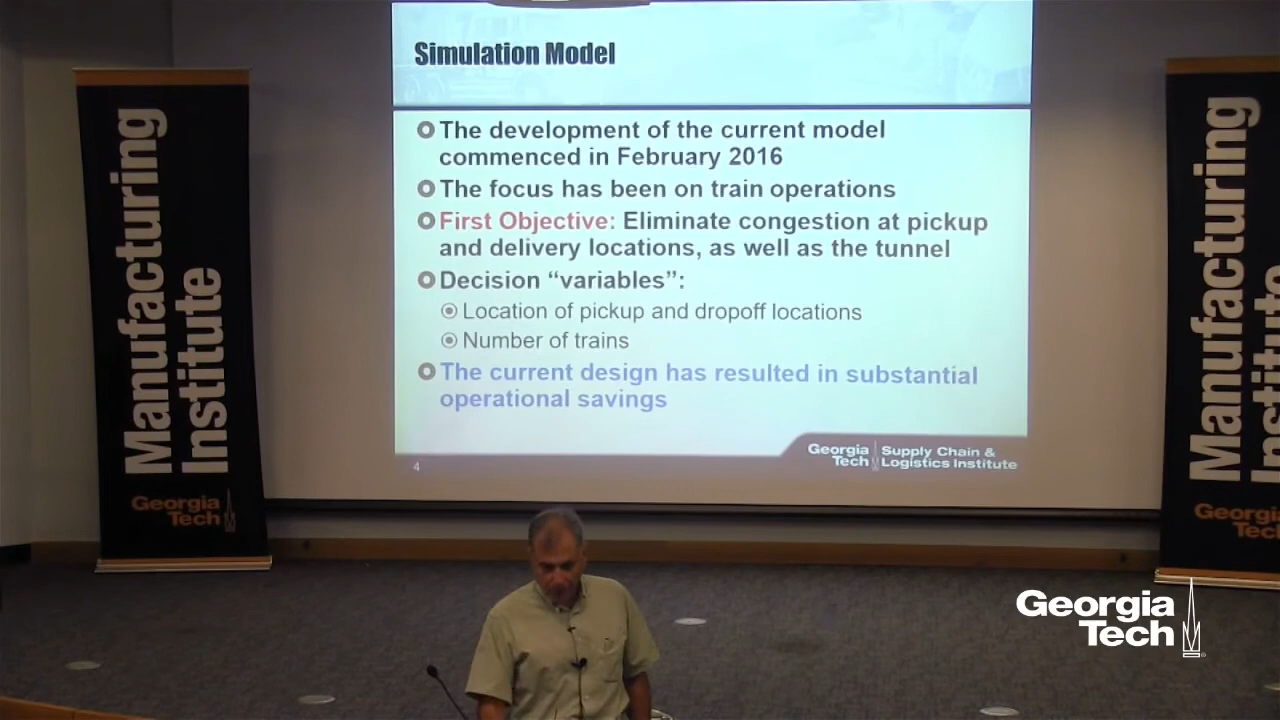 Simulation Model
The development of the current model
commenced in February 2016
The focus has been on train operations
First Objective: Eliminate congestion at pickup
and delivery locations, as well as the tunnel
Decision “variables”:
Location of pickup and dropoff locations
Number of trains
The current design has resulted in substantial
operational savings
4
Georgia
Tech
Supply Chain &
Logistics Institute
Manufacturing
Institute
Georgia
Tech
Manufacturing
Institute
Georgia
Tech
Georgia
Tech